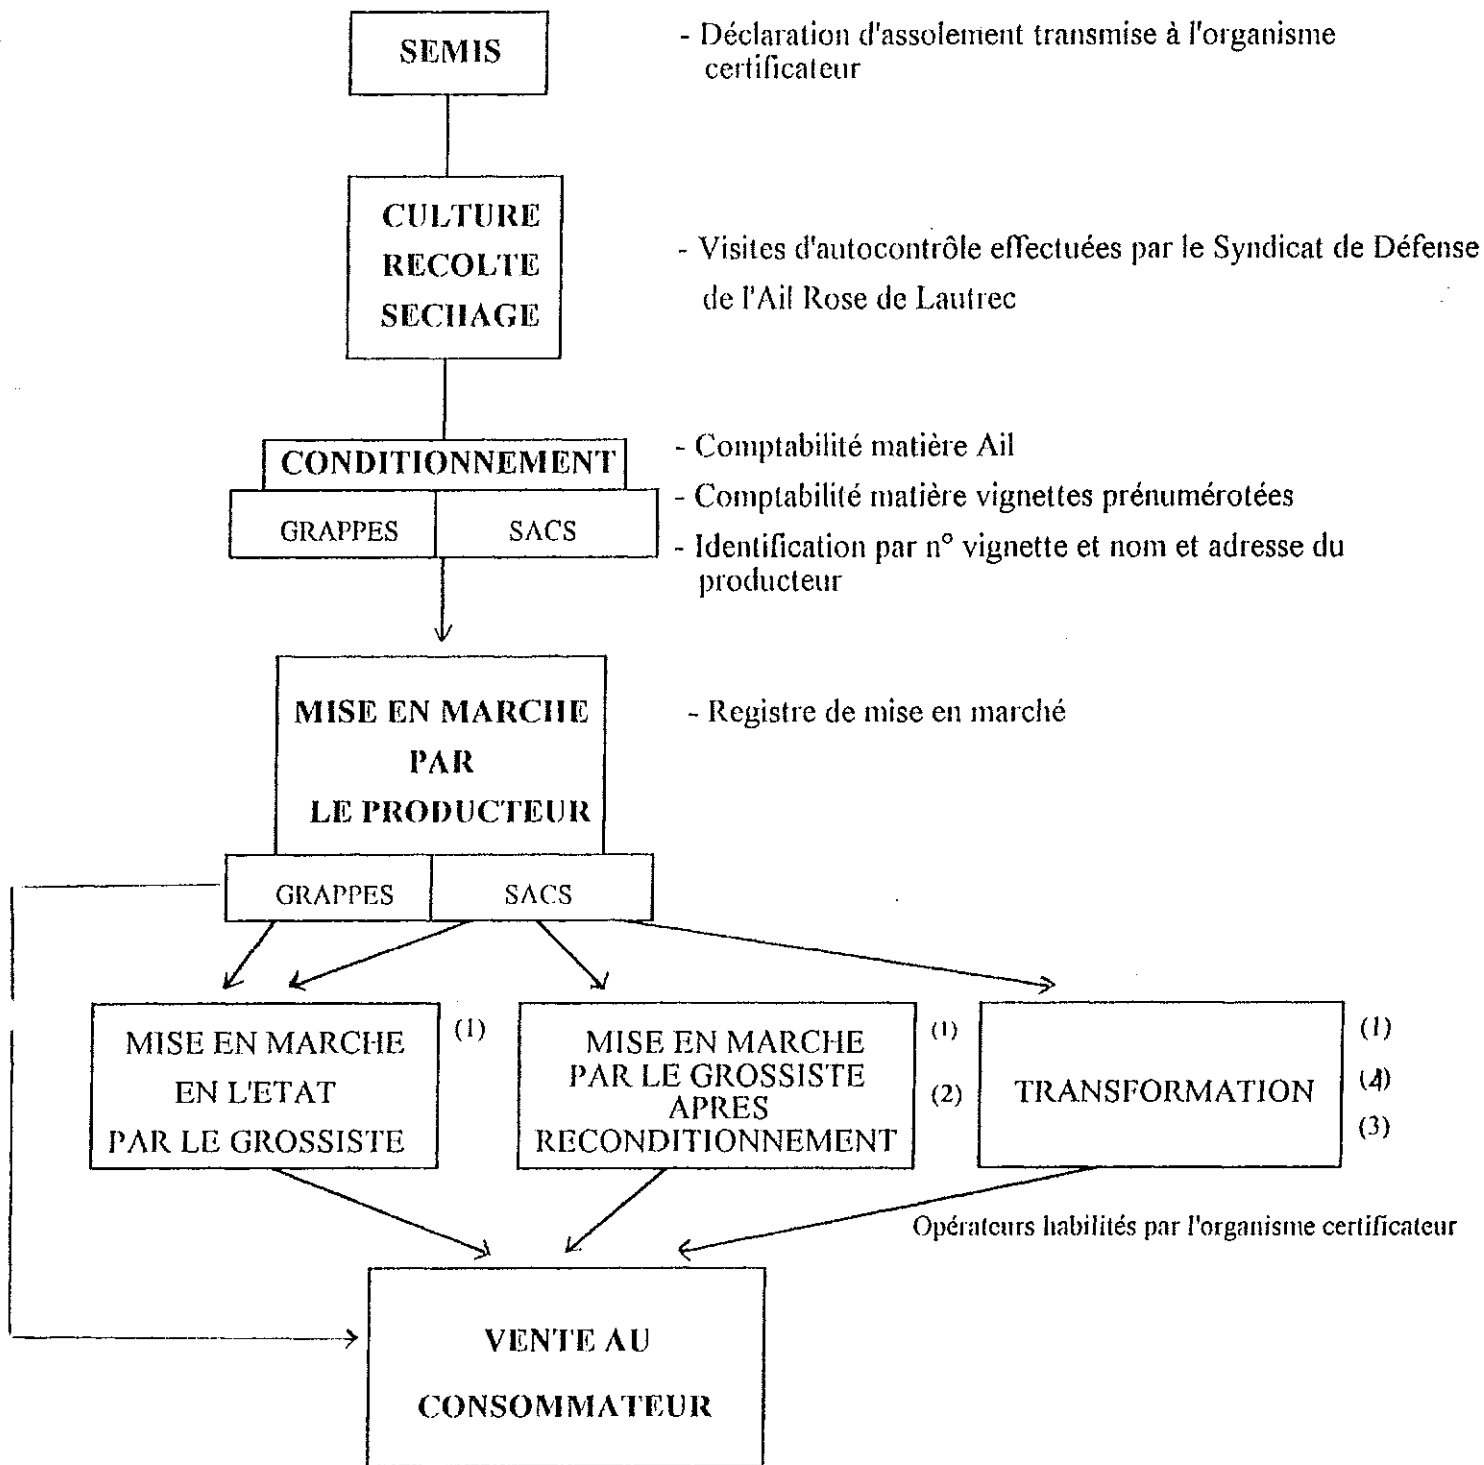 SEMIS
- Déclaration d'assolement transmise à l'organisme
certificateur
CULTURE
RECOLTE
SECHAGE
- Visites d'autocontrôle effectuées par le Syndicat de Défense
de l'Ail Rose de Lautrec
CONDITIONNEMENT
GRAPPES
SACS
- Comptabilité matière Ail
- Comptabilité matière vignettes prénumérotées
- Identification par n° vignette et nom et adresse du
producteur
MISE EN MARCHE
PAR
LE PRODUCTEUR
- Registre de mise en marché
GRAPPES
SACS
MISE EN MARCHE
EN L'ETAT
PAR LE GROSSISTE
(1)
MISE EN MARCHE
PAR LE GROSSISTE
APRES
RECONDITIONNEMENT
(1)
(2)
TRANSFORMATION
(1)
(4)
(3)
Opérateurs habilités par l'organisme certificateur
VENTE AU
CONSOMMATEUR